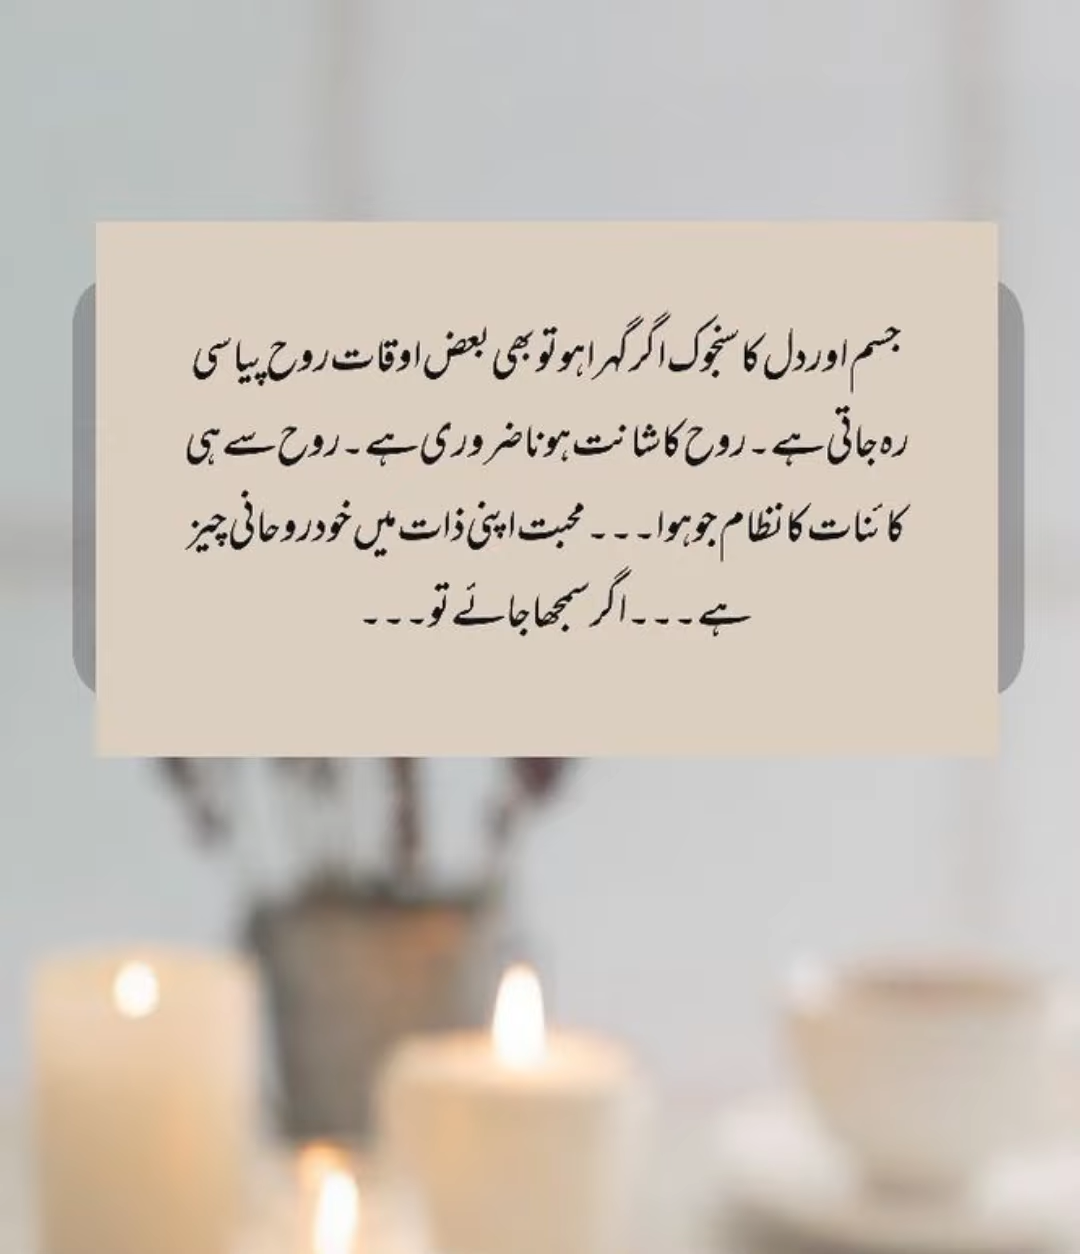 جسم اور دل کا سنجوک اگر گہرا ہو تو بھی بعض اوقات روح پیاسی
رہ جاتی ہے۔ روح کا شانت ہونا ضروری ہے۔ روح سے ہی
کائنات کا نظام جو ہوا۔۔۔ محبت اپنی ذات میں خود روحانی چیز
ہے۔۔۔ اگر سمجھا جائے تو۔۔۔